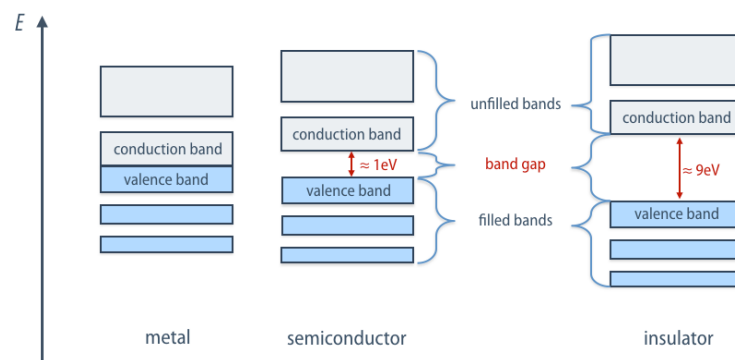 E
conduction band
valence band
metal
conduction band
≈ 1eV
valence band
semiconductor
unfilled bands
band gap
filled bands
conduction band
≈ 9eV
valence band
insulator